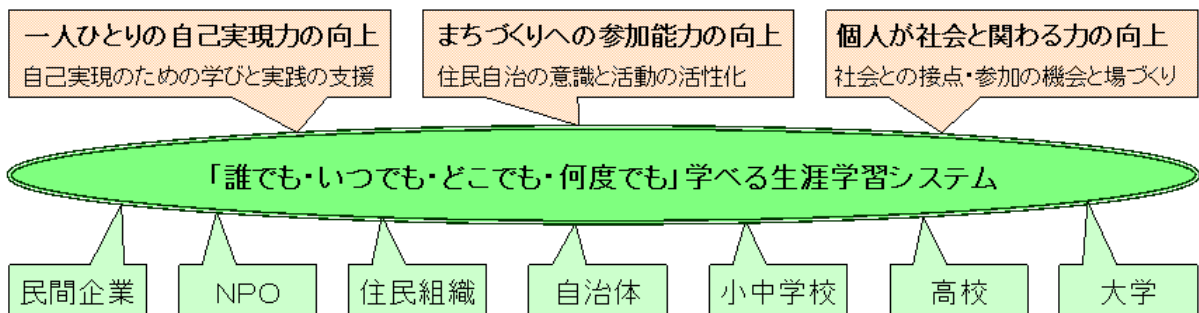 一人ひとりの自己実現力の向上
自己実現のための学びと実践の支援
まちづくりへの参加能力の向上
住民自治の意識と活動の活性化
個人が社会と関わる力の向上
社会との接点・参加の機会と場づくり
「誰でも・いつでも・どこでも・何度でも」学べる生涯学習システム
民間企業
NPO
住民組織
自治体
小中学校
高校
大学